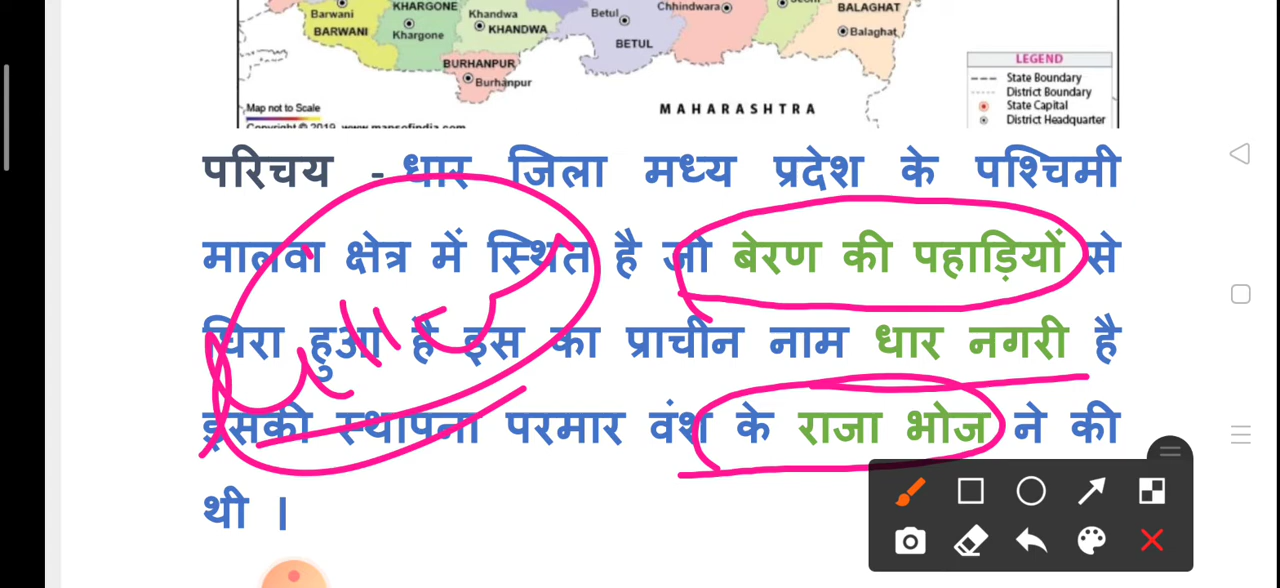 Barwani
KHARGONE
Khandwa
Betul
Chhindwara
BALAGHAT
BARWANI
Khargone
KHANDWA
BETUL
Balaghat
BURHANPUR
Burhanpur
MAHARASHTRA
Map not to Scale
LEGEND
State Boundary
District Boundary
State Capital
District Headquarter
परिचय - धार जिला मध्य प्रदेश के पश्चिमी
मालवा क्षेत्र में स्थित है जो बेरण की पहाड़ियों से
घिरा हुआ है इस का प्राचीन नाम धार नगरी है
इसकी स्थापना परमार वंश के राजा भोज ने की
थी |